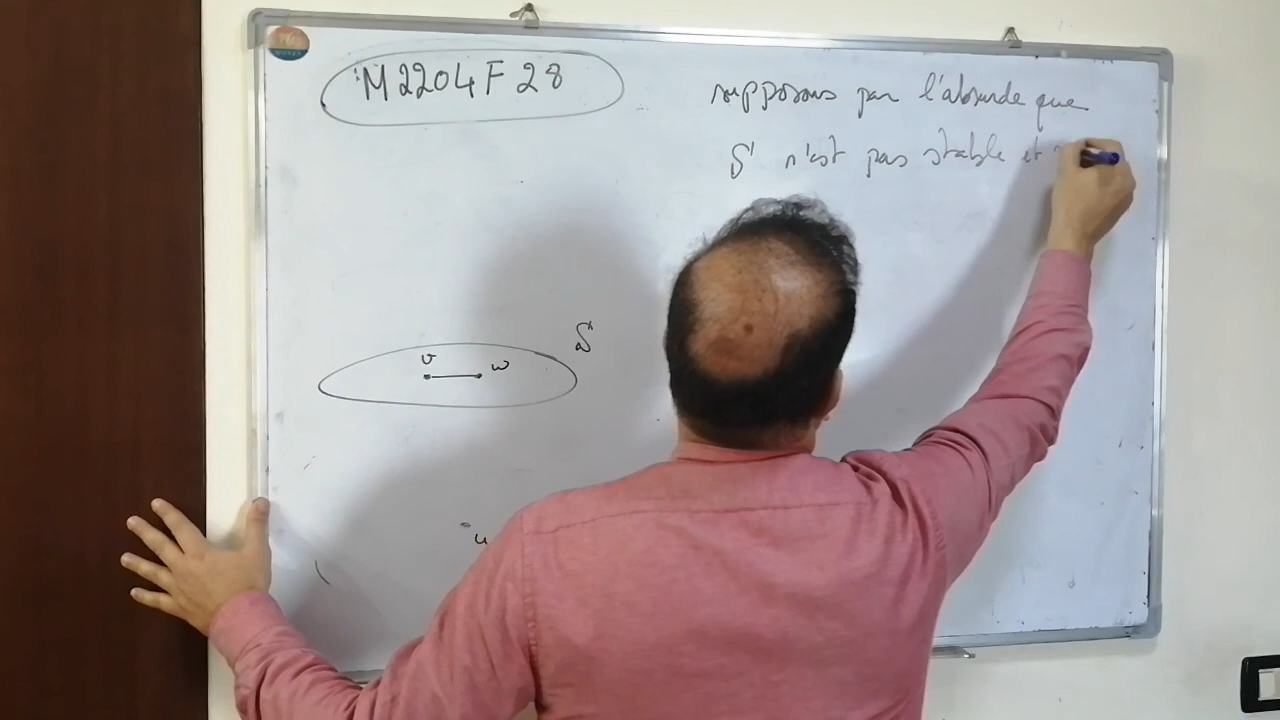 M2204F28
supposons par l'absurde que
S n'est pas stable et
S
v w
u